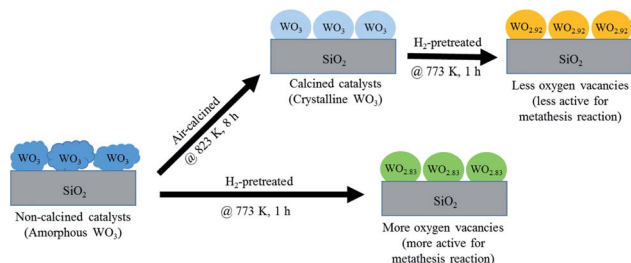 WO₃ WO₃ WO₃
SiO₂
Non-calcined catalysts
(Amorphous WO₃)
Air-calcined
@ 823 K, 8 h
WO₃ WO₃ WO₃
SiO₂
Calcined catalysts
(Crystalline WO₃)
H₂-pretreated
@ 773 K, 1 h
WO₂.₉₂ WO₂.₉₂ WO₂.₉₂
SiO₂
Less oxygen vacancies
(less active for
metathesis reaction)
H₂-pretreated
@ 773 K, 1 h
WO₂.₈₃ WO₂.₈₃ WO₂.₈₃
SiO₂
More oxygen vacancies
(more active for
metathesis reaction)